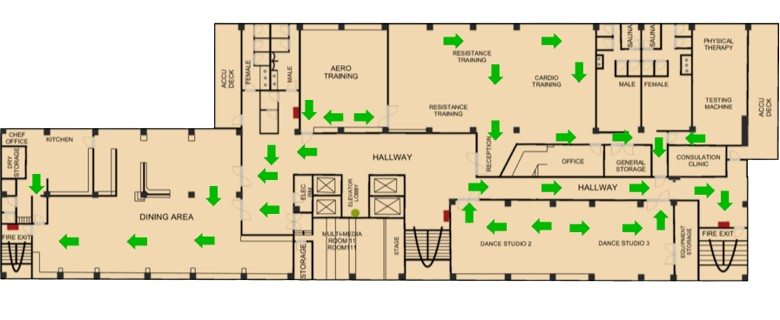 ACCU
DECK
FEMALE
MALE
AERO
TRAINING
RESISTANCE
TRAINING
CARDIO
TRAINING
RESISTANCE
TRAINING
SAUNA
SAUNA
MALE
FEMALE
PHYSICAL
THERAPY
TESTING
MACHINE
ACCU
DECK
CHEF
OFFICE
KITCHEN
DRY
STORAGE
DINING AREA
FIRE EXIT
HALLWAY
RECEPTION
OFFICE
GENERAL
STORAGE
CONSULATION
CLINIC
HALLWAY
ELEC
RM
ELEVATOR
LOBBY
MULTI-MEDIA
ROOM 11
ROOM111
STORAGE
STAGE
DANCE STUDIO 2
DANCE STUDIO 3
EQUIPMENT
STORAGE
FIRE EXIT